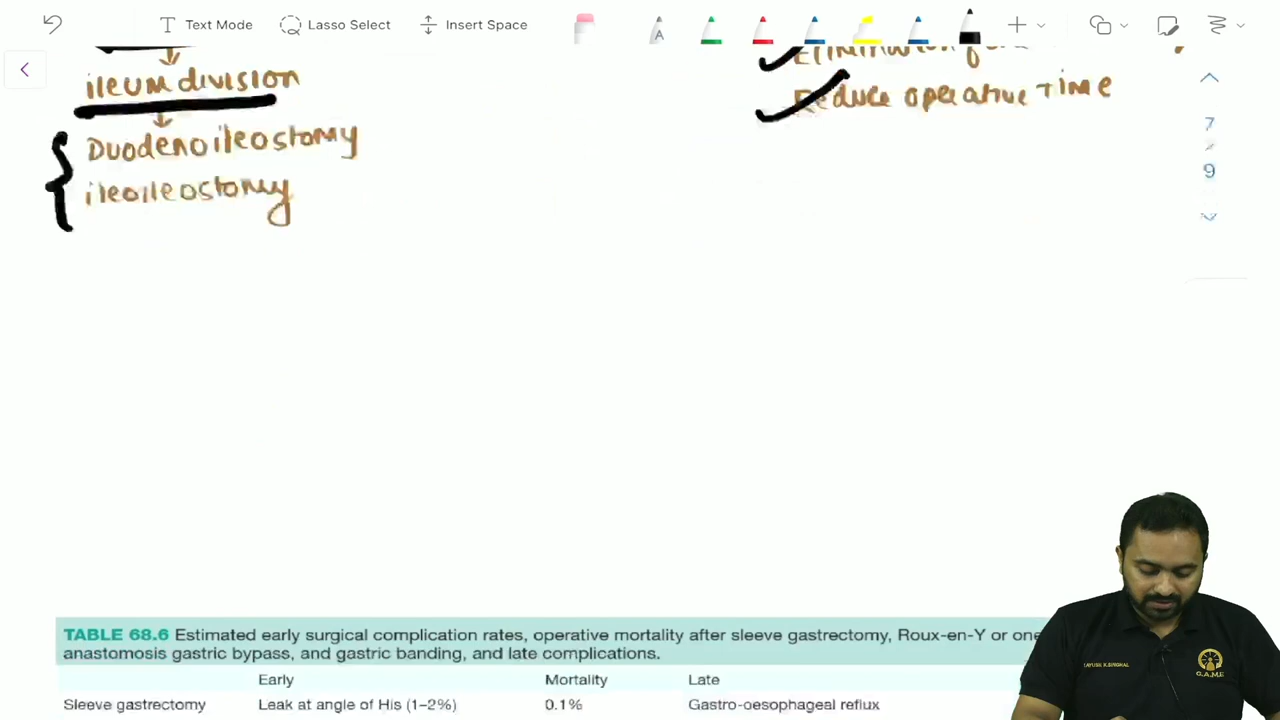 Text Mode
Lasso Select
Insert Space
A
ileum division
Duodenoileostomy
ileoileostomy
Elimination
Reduce operative Time
7
9
TABLE 68.6 Estimated early surgical complication rates, operative mortality after sleeve gastrectomy, Roux-en-Y or one
anastomosis gastric bypass, and gastric banding, and late complications.
Early Mortality Late
Sleeve gastrectomy Leak at angle of His (1–2%) 0.1% Gastro-oesophageal reflux
G.A.M.E